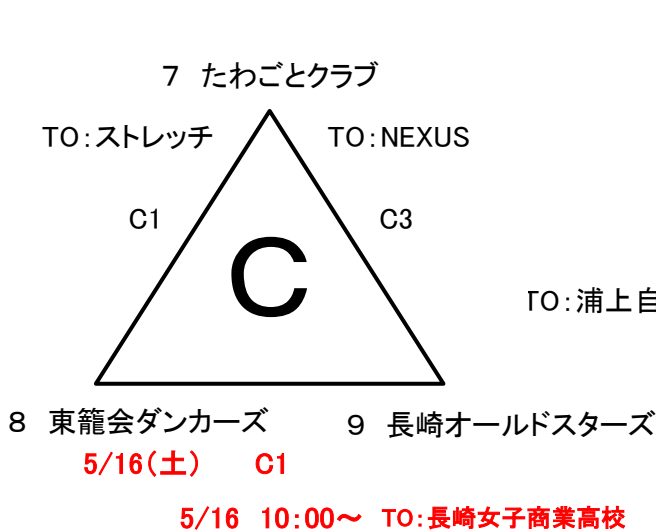 ７ たわごとクラブ
TO：ストレッチ
TO：NEXUS
C1
C3
C
TO：浦上自
８ 東籠会ダンカーズ
９ 長崎オールドスターズ
5/16(土) C1
5/16 10：00～ TO：長崎女子商業高校